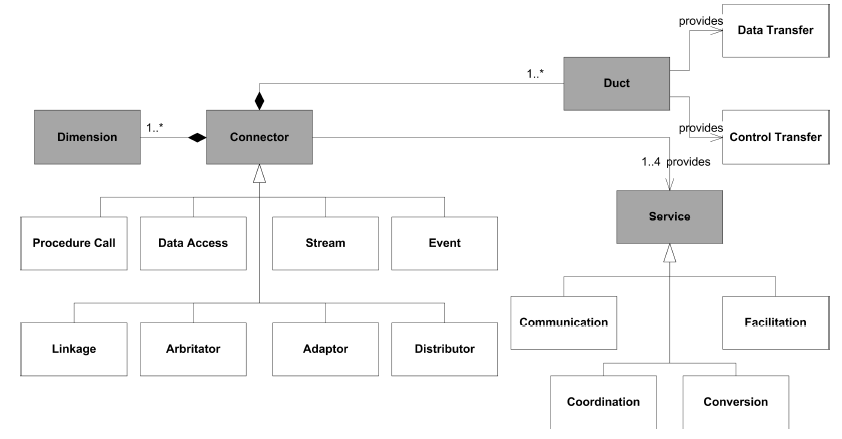 provides
Data Transfer
1..*
Duct
1..*
Dimension
Connector
provides
Control Transfer
1..4 provides
Service
Procedure Call
Data Access
Stream
Event
Communication
Facilitation
Linkage
Arbritator
Adaptor
Distributor
Coordination
Conversion